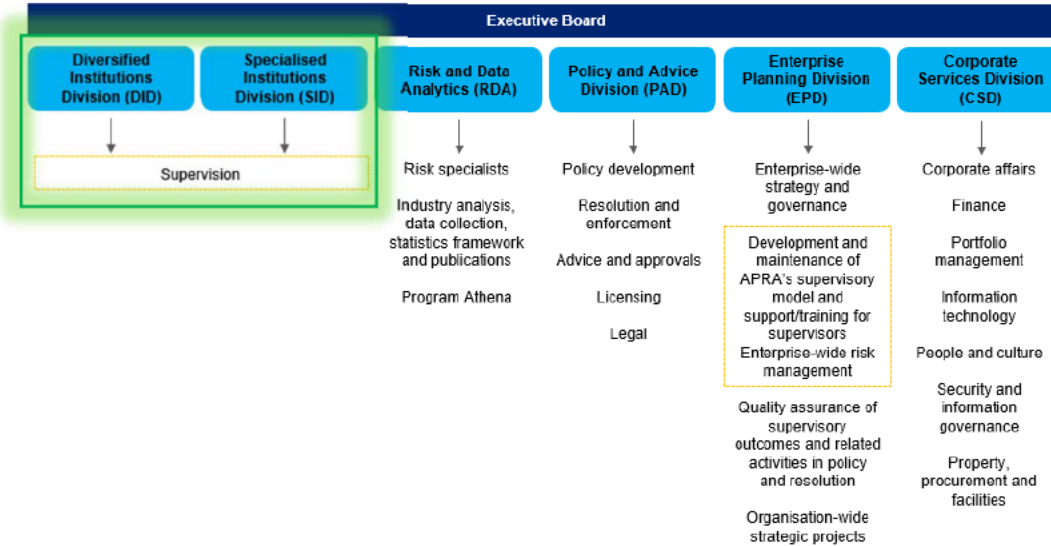 Executive Board
Diversified
Institutions
Division (DID)
Specialised
Institutions
Division (SID)
Risk and Data
Analytics (RDA)
Policy and Advice
Division (PAD)
Enterprise
Planning Division
(EPD)
Corporate
Services Division
(CSD)
Supervision
Risk specialists
Industry analysis,
data collection,
statistics framework
and publications
Program Athena
Policy development
Resolution and
enforcement
Advice and approvals
Licensing
Legal
Enterprise-wide
strategy and
governance
Development and
maintenance of
APRA's supervisory
model and
support/training for
supervisors
Enterprise-wide risk
management
Quality assurance of
supervisory
outcomes and related
activities in policy
and resolution
Organisation-wide
strategic projects
Corporate affairs
Finance
Portfolio
management
Information
technology
People and culture
Security and
information
governance
Property,
procurement and
facilities